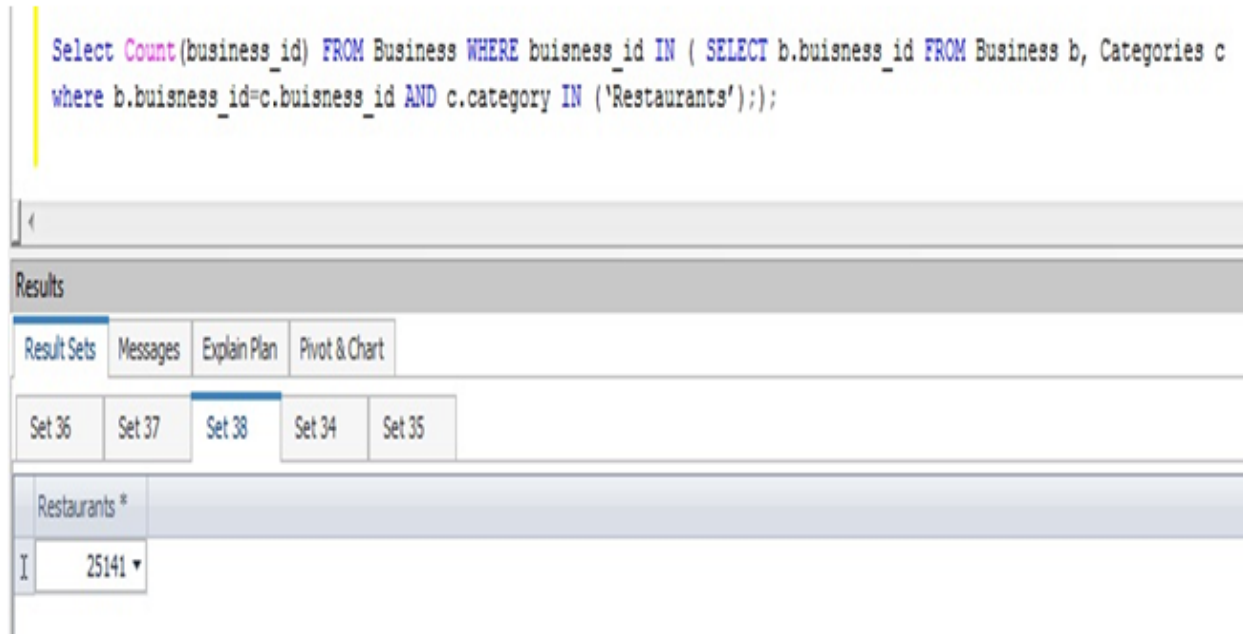 Select Count(business_id) FROM Business WHERE buisness_id IN ( SELECT b.buisness_id FROM Business b, Categories c
where b.buisness_id=c.buisness_id AND c.category IN (‘Restaurants’););
Results
Result Sets Messages Explain Plan Pivot & Chart
Set 36 Set 37 Set 38 Set 34 Set 35
Restaurants *
25141